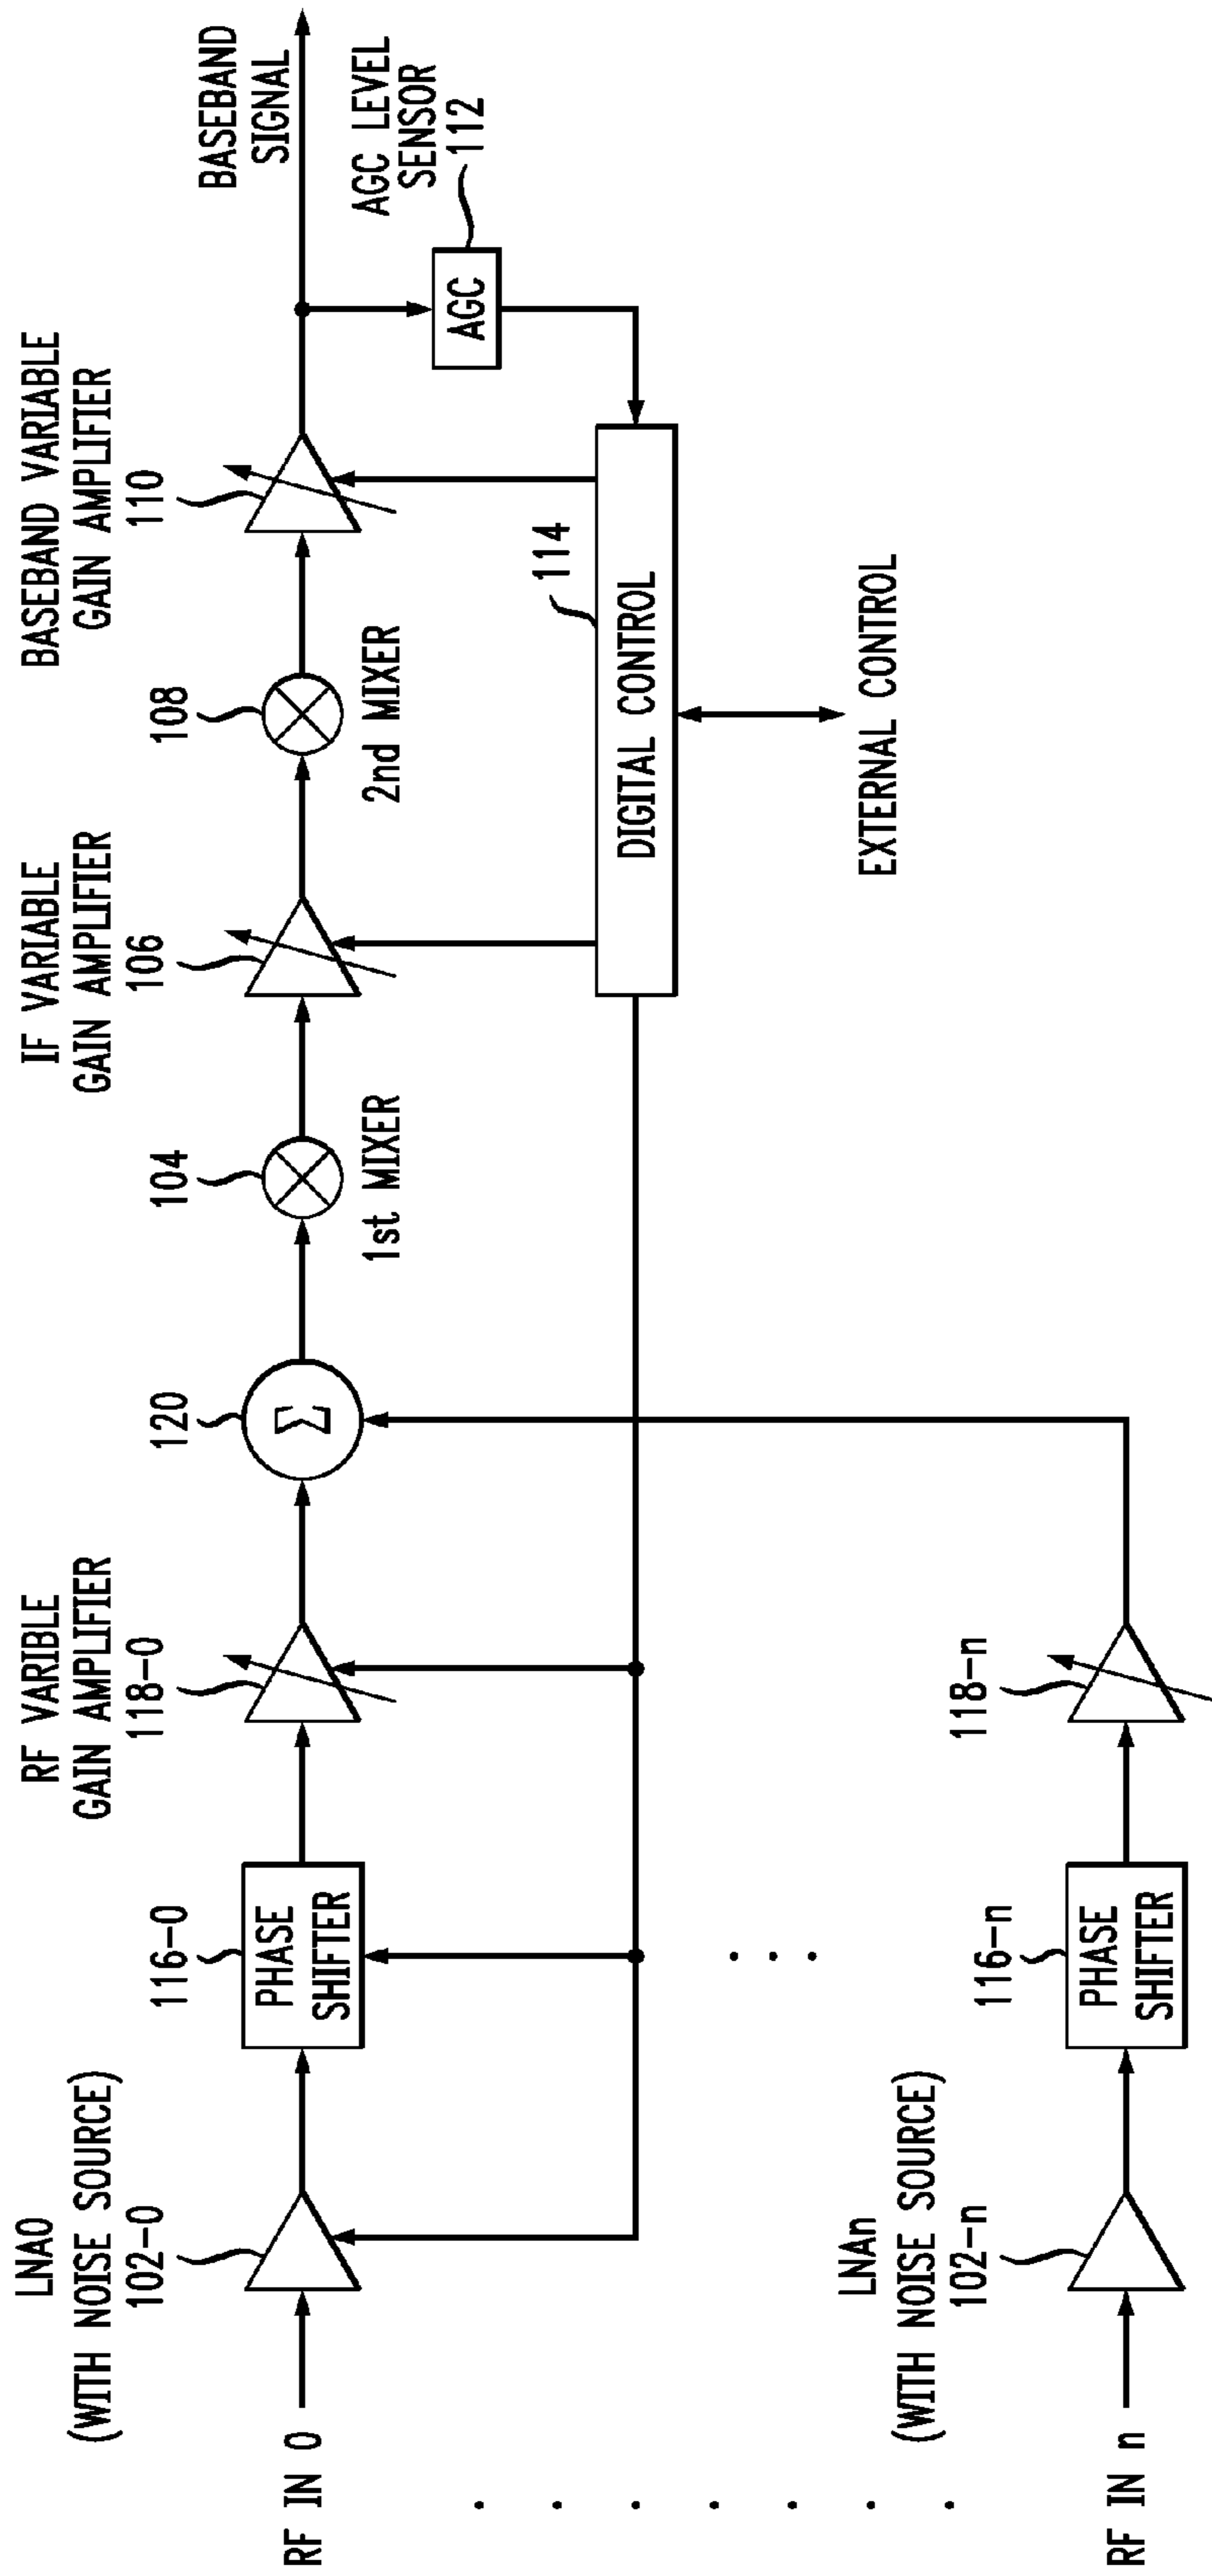 LNA0
(WITH NOISE SOURCE)
102-0
RF IN 0
PHASE
SHIFTER
116-0
RF VARIBLE
GAIN AMPLIFIER
118-0
Σ
120
104
1st MIXER
IF VARIABLE
GAIN AMPLIFIER
106
108
2nd MIXER
BASEBAND VARIABLE
GAIN AMPLIFIER
110
BASEBAND
SIGNAL
AGC LEVEL
SENSOR
112
AGC
114
DIGITAL CONTROL
EXTERNAL CONTROL
LNAn
(WITH NOISE SOURCE)
102-n
RF IN n
116-n
PHASE
SHIFTER
118-n